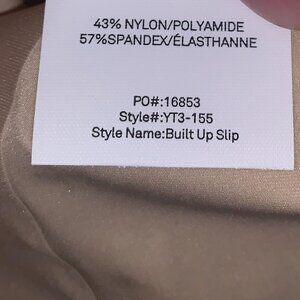 43% NYLON/POLYAMIDE
57%SPANDEX/ÉLASTHANNE
PO#:16853
Style#:YT3-155
Style Name:Built Up Slip